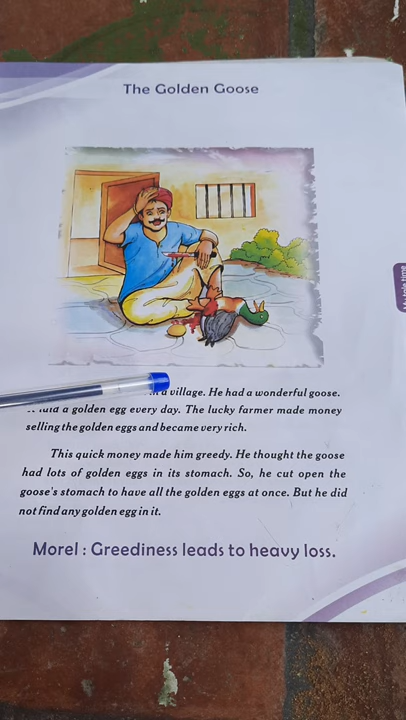 The Golden Goose
village. He had a wonderful goose.
a golden egg every day. The lucky farmer made money
selling the golden eggs and became very rich.
This quick money made him greedy. He thought the goose
had lots of golden eggs in its stomach. So, he cut open the
goose's stomach to have all the golden eggs at once. But he did
not find any golden egg in it.
Morel : Greediness leads to heavy loss.